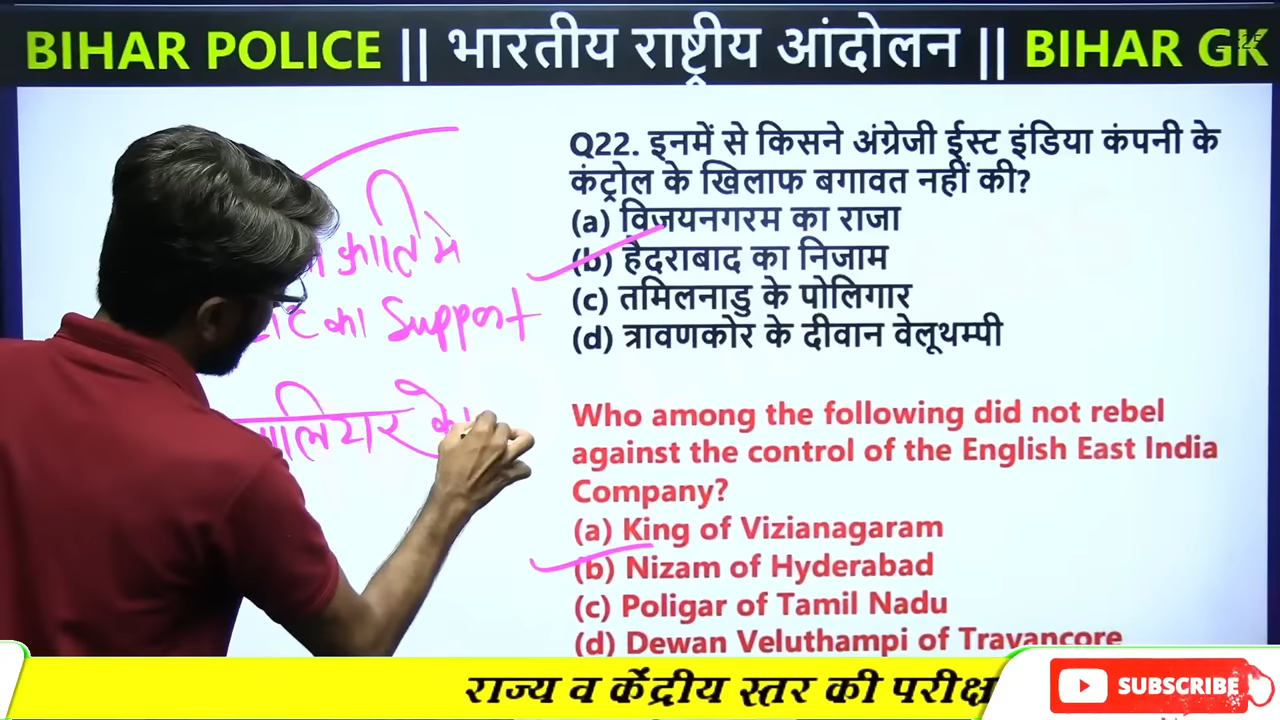 BIHAR POLICE || भारतीय राष्ट्रीय आंदोलन || BIHAR GK
Q22. इनमें से किसने अंग्रेजी ईस्ट इंडिया कंपनी के
कंट्रोल के खिलाफ बगावत नहीं की?
(a) विजयनगरम का राजा
(b) हैदराबाद का निजाम
(c) तमिलनाडु के पोलिगार
(d) त्रावणकोर के दीवान वेलूथम्पी
Who among the following did not rebel
against the control of the English East India
Company?
(a) King of Vizianagaram
(b) Nizam of Hyderabad
(c) Poligar of Tamil Nadu
(d) Dewan Veluthampi of Travancore
क्रांति मे
का Support
के
राज्य व केंद्रीय स्तर की
SUBSCRIBE